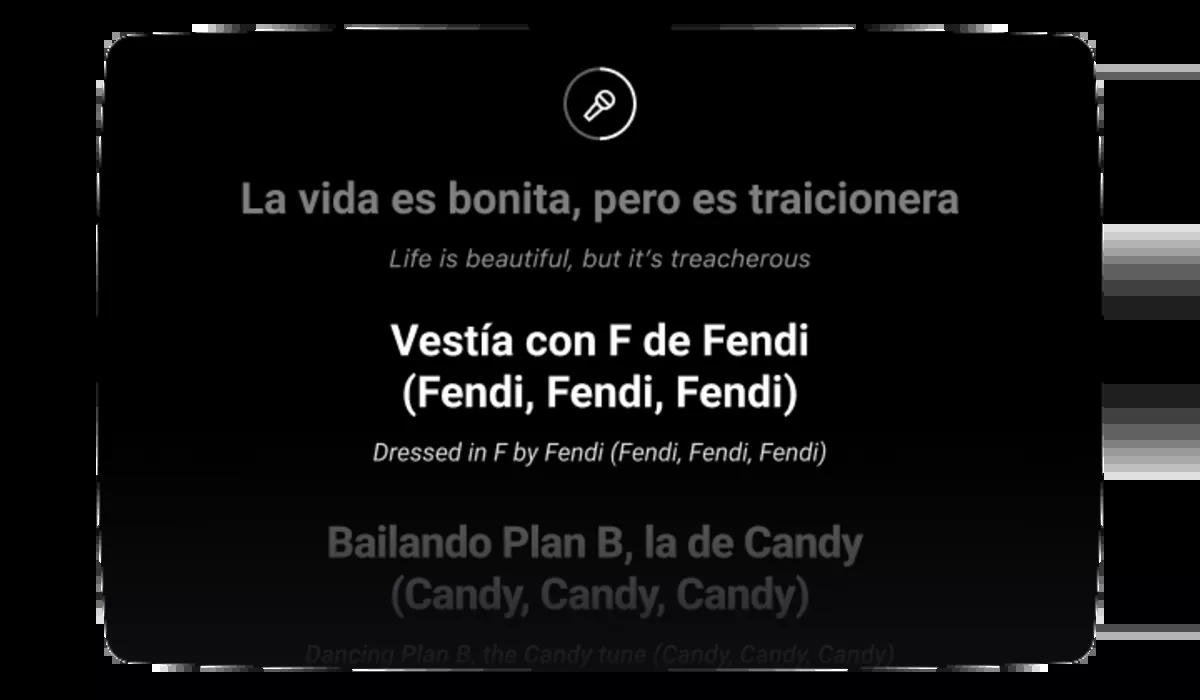 La vida es bonita, pero es traicionera
Life is beautiful, but it’s treacherous
Vestía con F de Fendi
(Fendi, Fendi, Fendi)
Dressed in F by Fendi (Fendi, Fendi, Fendi)
Bailando Plan B, la de Candy
(Candy, Candy, Candy)
Dancing Plan B, the Candy tune (Candy, Candy, Candy)